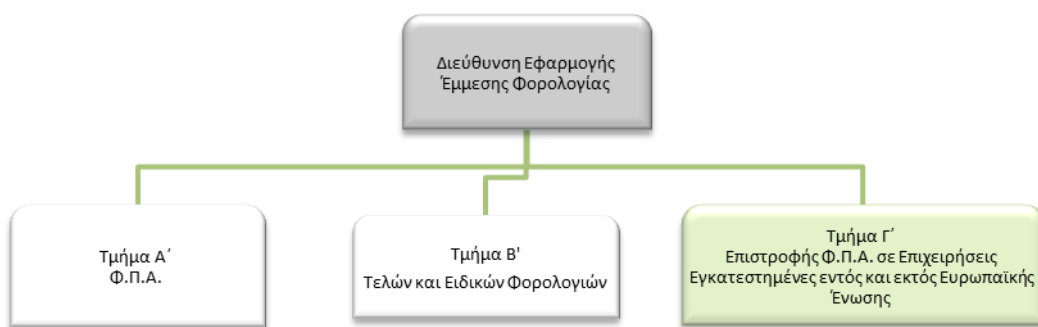 Διεύθυνση Εφαρμογής
Έμμεσης Φορολογίας
Τμήμα Α΄
Φ.Π.Α.
Τμήμα Β'
Τελών και Ειδικών Φορολογιών
Τμήμα Γ΄
Επιστροφής Φ.Π.Α. σε Επιχειρήσεις
Εγκατεστημένες εντός και εκτός Ευρωπαϊκής
Ένωσης